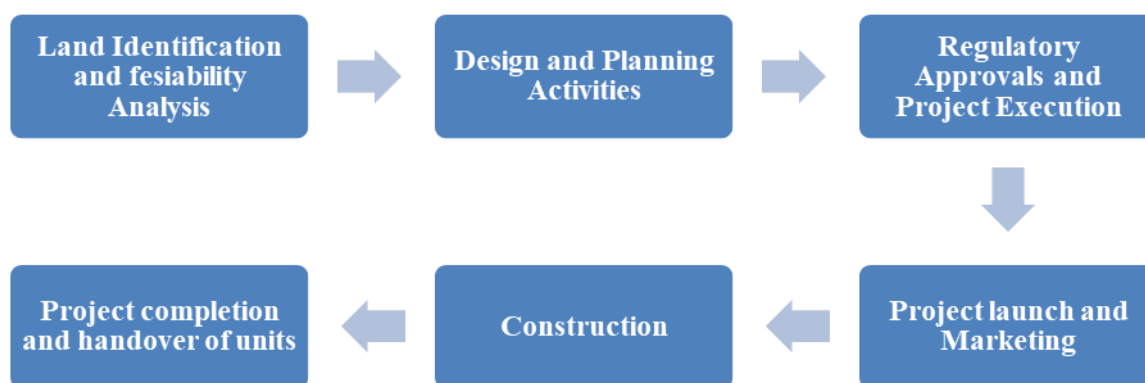 Land Identification
and fesiability
Analysis
Design and Planning
Activities
Regulatory
Approvals and
Project Execution
Project launch and
Marketing
Construction
Project completion
and handover of units